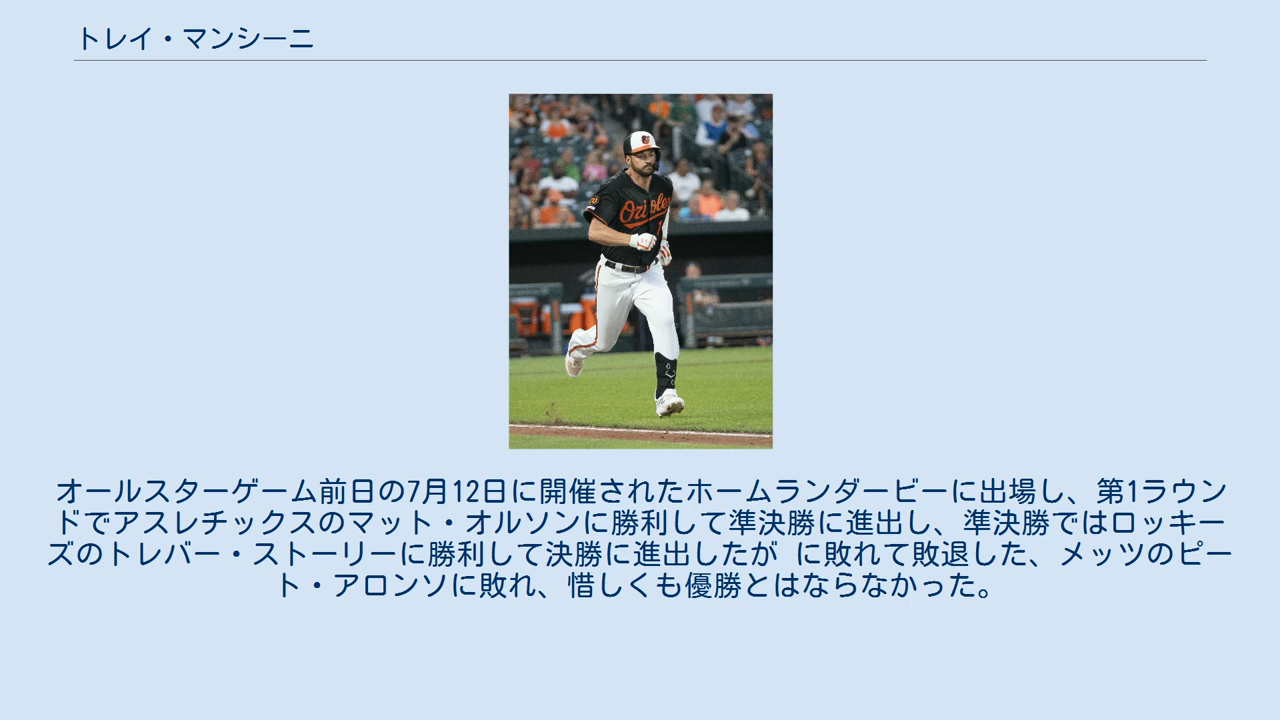 トレイ・マンシーニ
Orioles
オールスターゲーム前日の7月12日に開催されたホームランダービーに出場し、第1ラウン
ドでアスレチックスのマット・オルソンに勝利して準決勝に進出し、準決勝ではロッキー
ズのトレバー・ストーリーに勝利して決勝に進出したが に敗れて敗退した、メッツのピー
ト・アロンソに敗れ、惜しくも優勝とはならなかった。